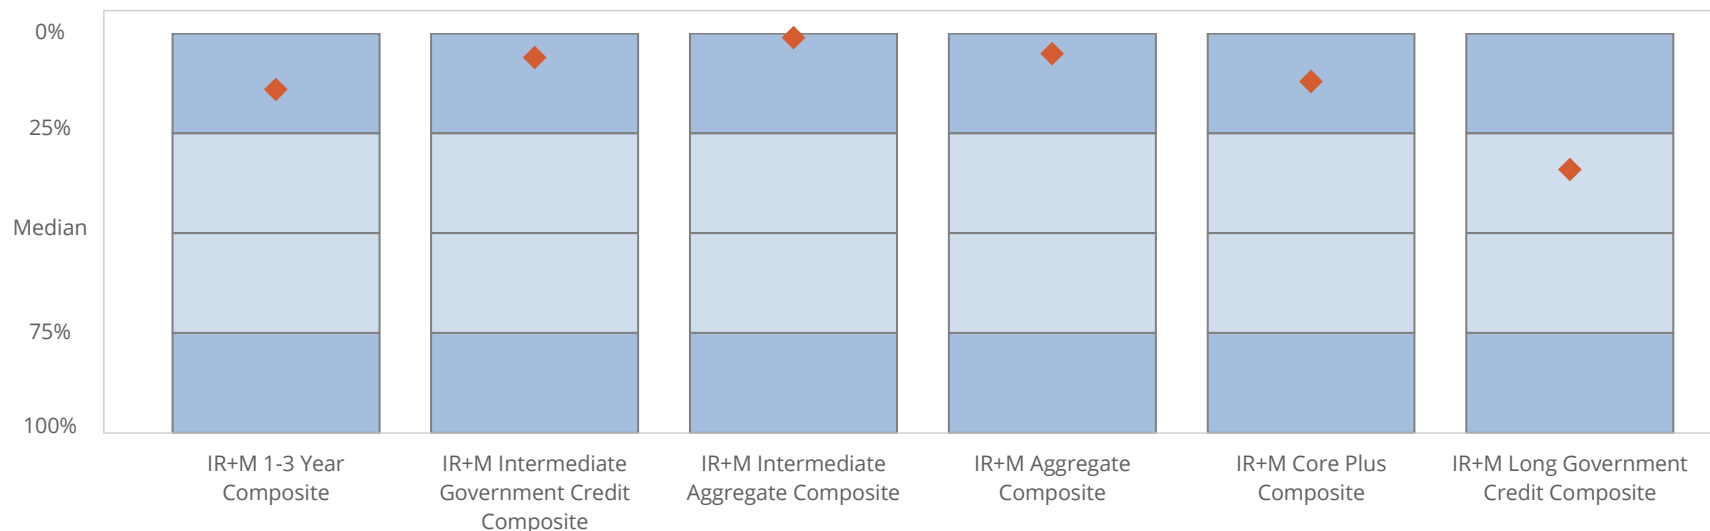 0%
25%
Median
75%
100%
IR+M 1-3 Year
Composite
IR+M Intermediate
Government Credit
Composite
IR+M Intermediate
Aggregate Composite
IR+M Aggregate
Composite
IR+M Core Plus
Composite
IR+M Long Government
Credit Composite